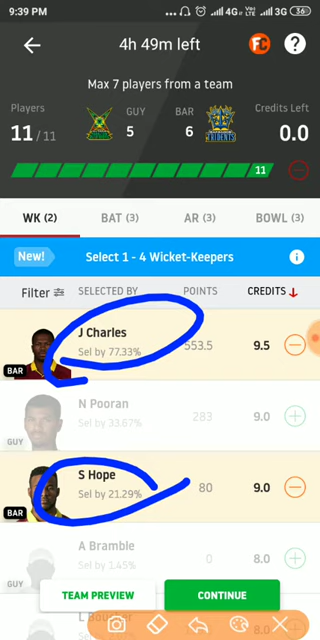 9:39 PM
... 4G VoLTE 3G 36
4h 49m left
FC ?
Max 7 players from a team
Players
11 / 11
GUY
5
BAR
6
Credits Left
0.0
11
WK (2) BAT (3) AR (3) BOWL (3)
New! Select 1 - 4 Wicket-Keepers i
Filter SELECTED BY POINTS CREDITS
J Charles
Sel by 77.33%
553.5 9.5
BAR
N Pooran
Sel by 33.67%
283 9.0
GUY
S Hope
Sel by 21.29%
80 9.0
BAR
A Bramble
Sel by 1.45%
0 8.0
GUY
TEAM PREVIEW CONTINUE